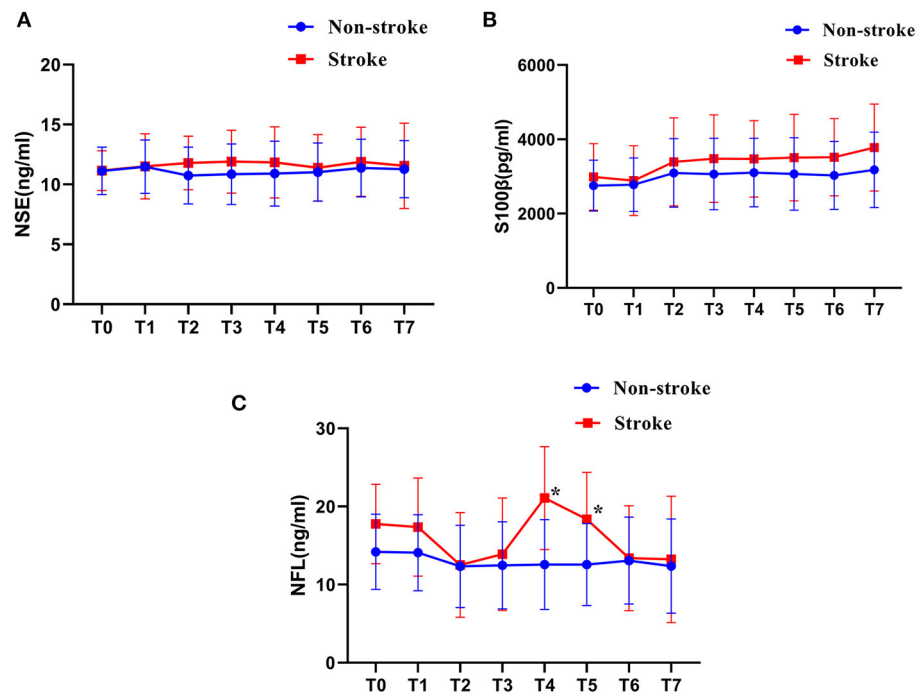 A
Non-stroke
Stroke
NSE(ng/ml)
20
15
10
5
0
T0 T1 T2 T3 T4 T5 T6 T7
B
Non-stroke
Stroke
S100β(pg/ml)
6000
4000
2000
0
T0 T1 T2 T3 T4 T5 T6 T7
C
Non-stroke
Stroke
NFL(ng/ml)
30
20
10
0
*
*
T0 T1 T2 T3 T4 T5 T6 T7